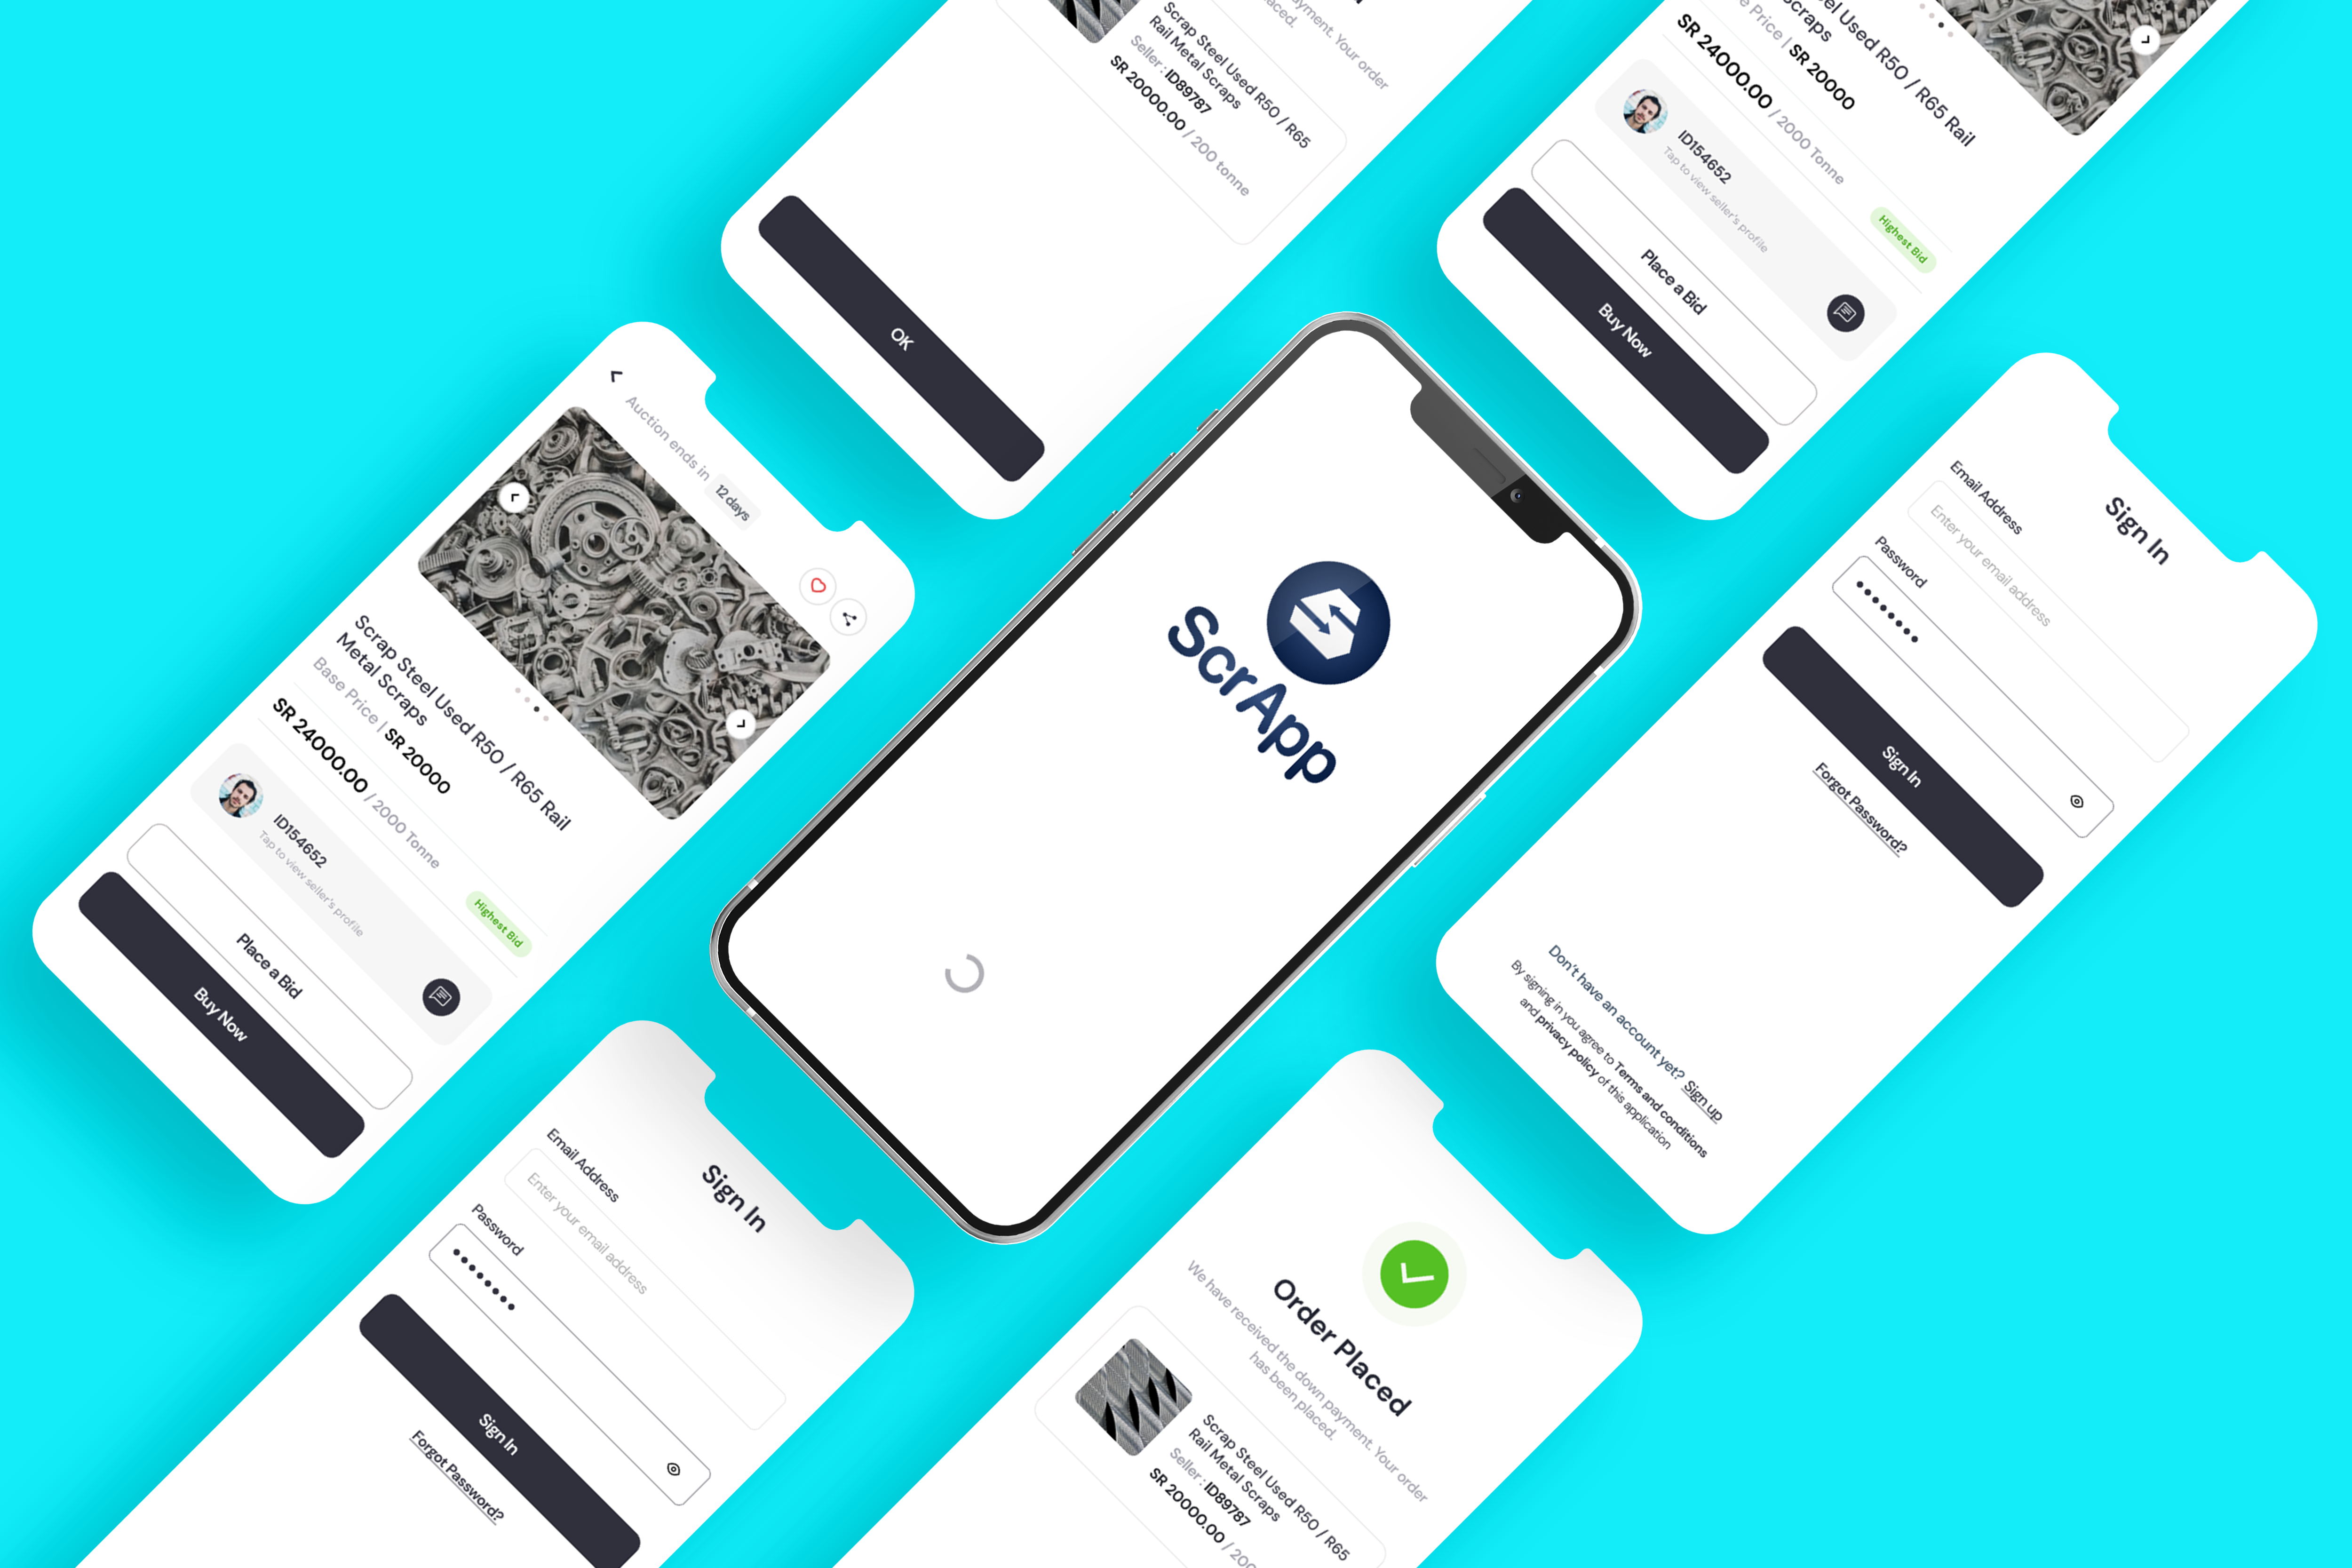 ayment. Your order
aced.
Scrap Steel Used R50 / R65
Rail Metal Scraps
Seller : ID89787
SR 20000.00 / 200 tonne
OK
el Used R50 / R65 Rail
Scraps
e Price | SR 20000
SR 24000.00 / 2000 Tonne
Highest Bid
ID154652
Tap to view seller's profile
Place a Bid
Buy Now
Auction ends in 12 days
Scrap Steel Used R50 / R65 Rail
Metal Scraps
Base Price | SR 20000
SR 24000.00 / 2000 Tonne
Highest Bid
ID154652
Tap to view seller's profile
Place a Bid
Buy Now
ScrApp
Sign In
Email Address
Enter your email address
Password
Sign In
Forgot Password?
Don't have an account yet? Sign up
By signing in you agree to Terms and conditions
and privacy policy of this application
Sign In
Email Address
Enter your email address
Password
Sign In
Forgot Password?
Order Placed
We have received the down payment. Your order
has been placed.
Scrap Steel Used R50 / R65
Rail Metal Scraps
Seller : ID89787
SR 20000.00 / 200